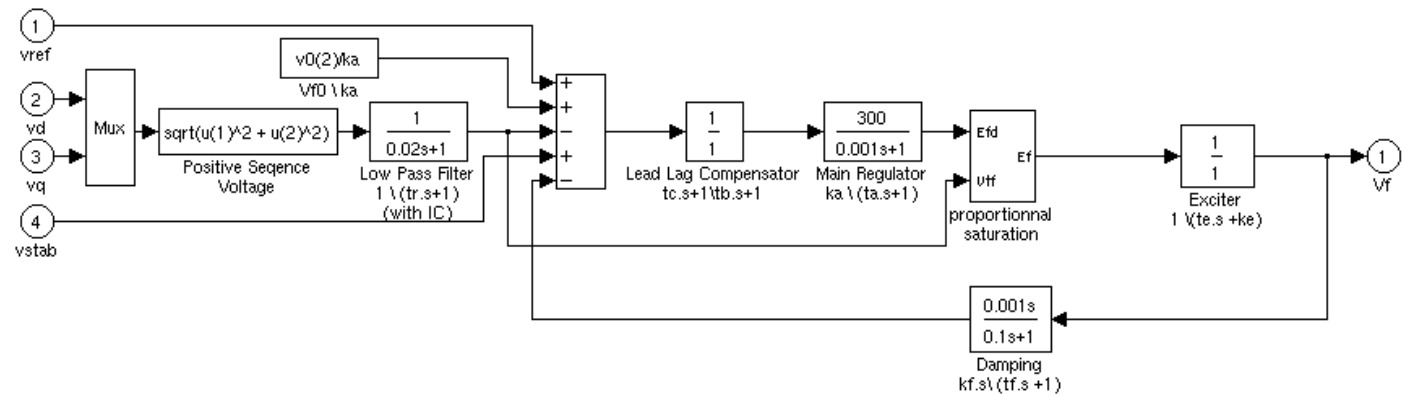 1
vref
2
vd
3
vq
4
vstab
Mux
sqrt(u(1)^2 + u(2)^2)
Positive Seqence
Voltage
v0(2)/ka
Vf0 \ ka
1
0.02s+1
Low Pass Filter
1 \ (tr.s+1)
(with IC)
+
+
−
+
−
1
1
Lead Lag Compensator
tc.s+1\tb.s+1
300
0.001s+1
Main Regulator
ka \ (ta.s+1)
Efd
Ef
Vtf
proportionnal
saturation
1
1
Exciter
1 \(te.s +ke)
1
Vf
0.001s
0.1s+1
Damping
kf.s\ (tf.s +1)